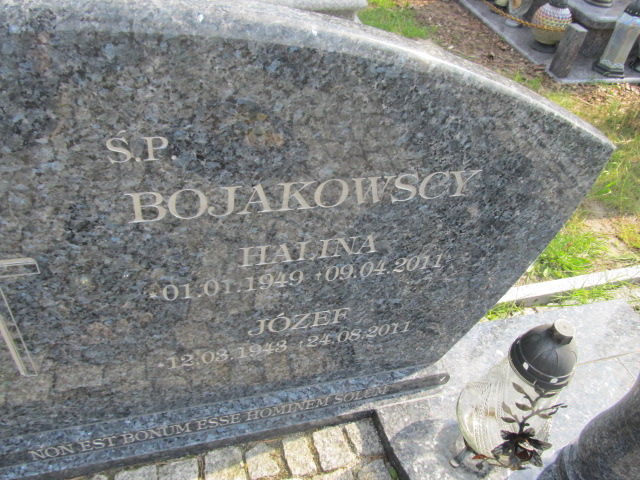 Ś.P.
BOJAKOWSCY
HALINA
*01.01.1949 +09.04.2011
JÓZEF
*12.03.1943 +24.08.2011
NON EST BONUM ESSE HOMINEM SOLUM